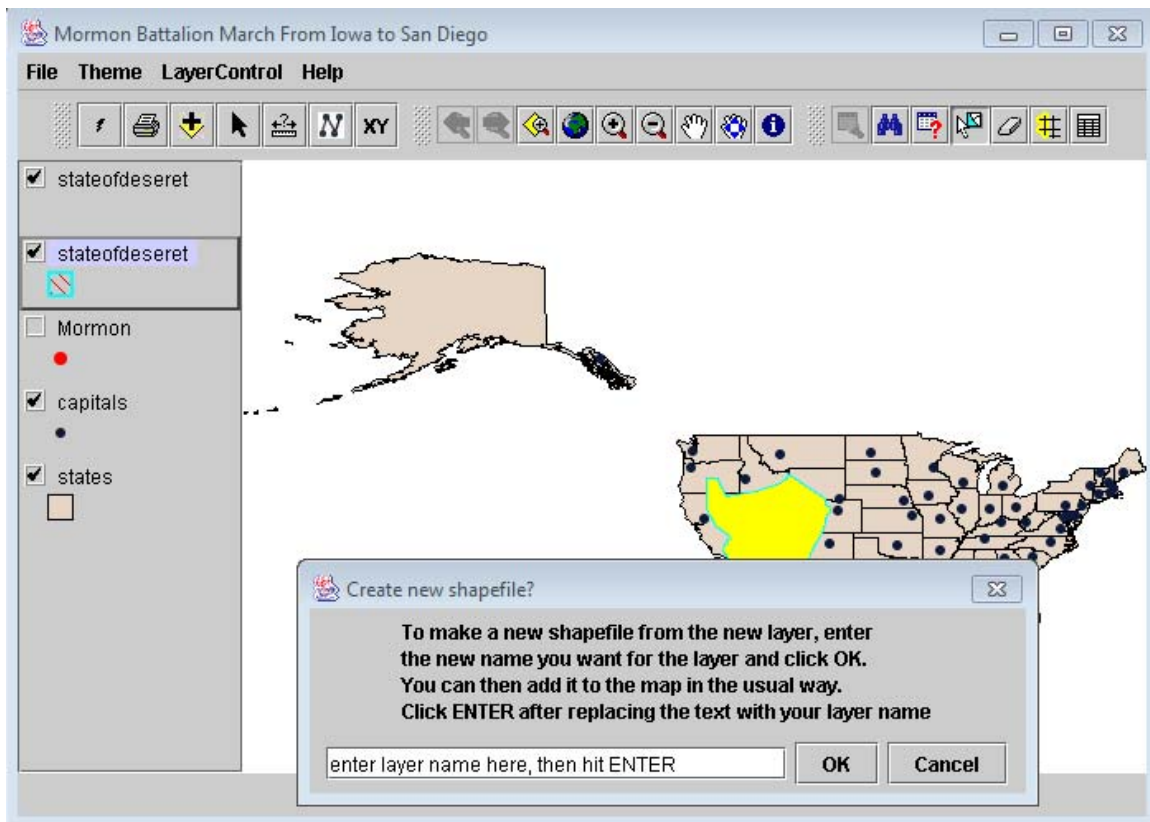 Mormon Battalion March From Iowa to San Diego
File Theme LayerControl Help
XY
stateofdeseret
stateofdeseret
Mormon
capitals
states
Create new shapefile?
To make a new shapefile from the new layer, enter
the new name you want for the layer and click OK.
You can then add it to the map in the usual way.
Click ENTER after replacing the text with your layer name
enter layer name here, then hit ENTER
OK
Cancel